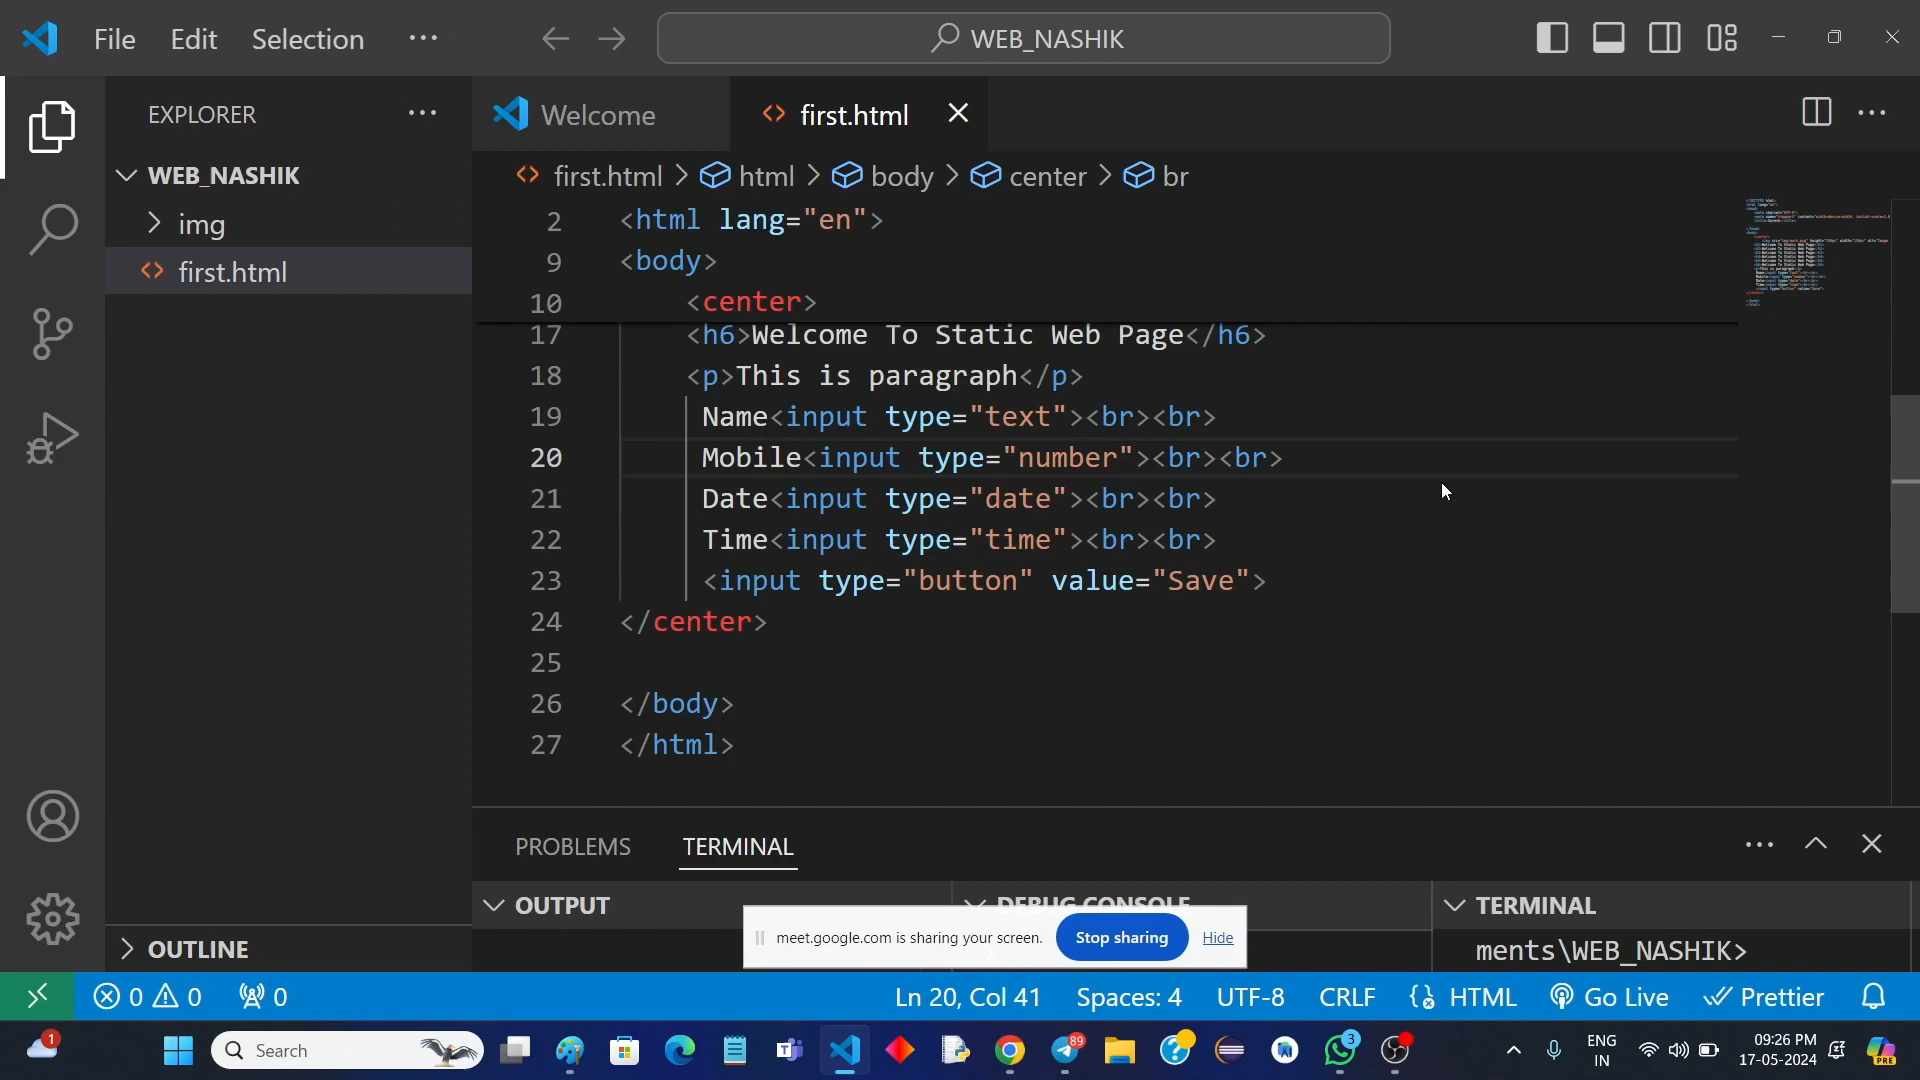 File Edit Selection ··· WEB_NASHIK
EXPLORER ···
Welcome first.html
WEB_NASHIK
img
first.html
first.html > html > body > center > br
2 <html lang="en">
9 <body>
10 <center>
17 <h6>Welcome To Static Web Page</h6>
18 <p>This is paragraph</p>
19 Name<input type="text"><br><br>
20 Mobile<input type="number"><br><br>
21 Date<input type="date"><br><br>
22 Time<input type="time"><br><br>
23 <input type="button" value="Save">
24 </center>
25
26 </body>
27 </html>
PROBLEMS TERMINAL
OUTPUT DEBUG CONSOLE TERMINAL
meet.google.com is sharing your screen. Stop sharing Hide
ments\WEB_NASHIK>
OUTLINE
0 0 0 Ln 20, Col 41 Spaces: 4 UTF-8 CRLF HTML Go Live Prettier
1 Search 89 3 ENG IN 09:26 PM 17-05-2024 PRE